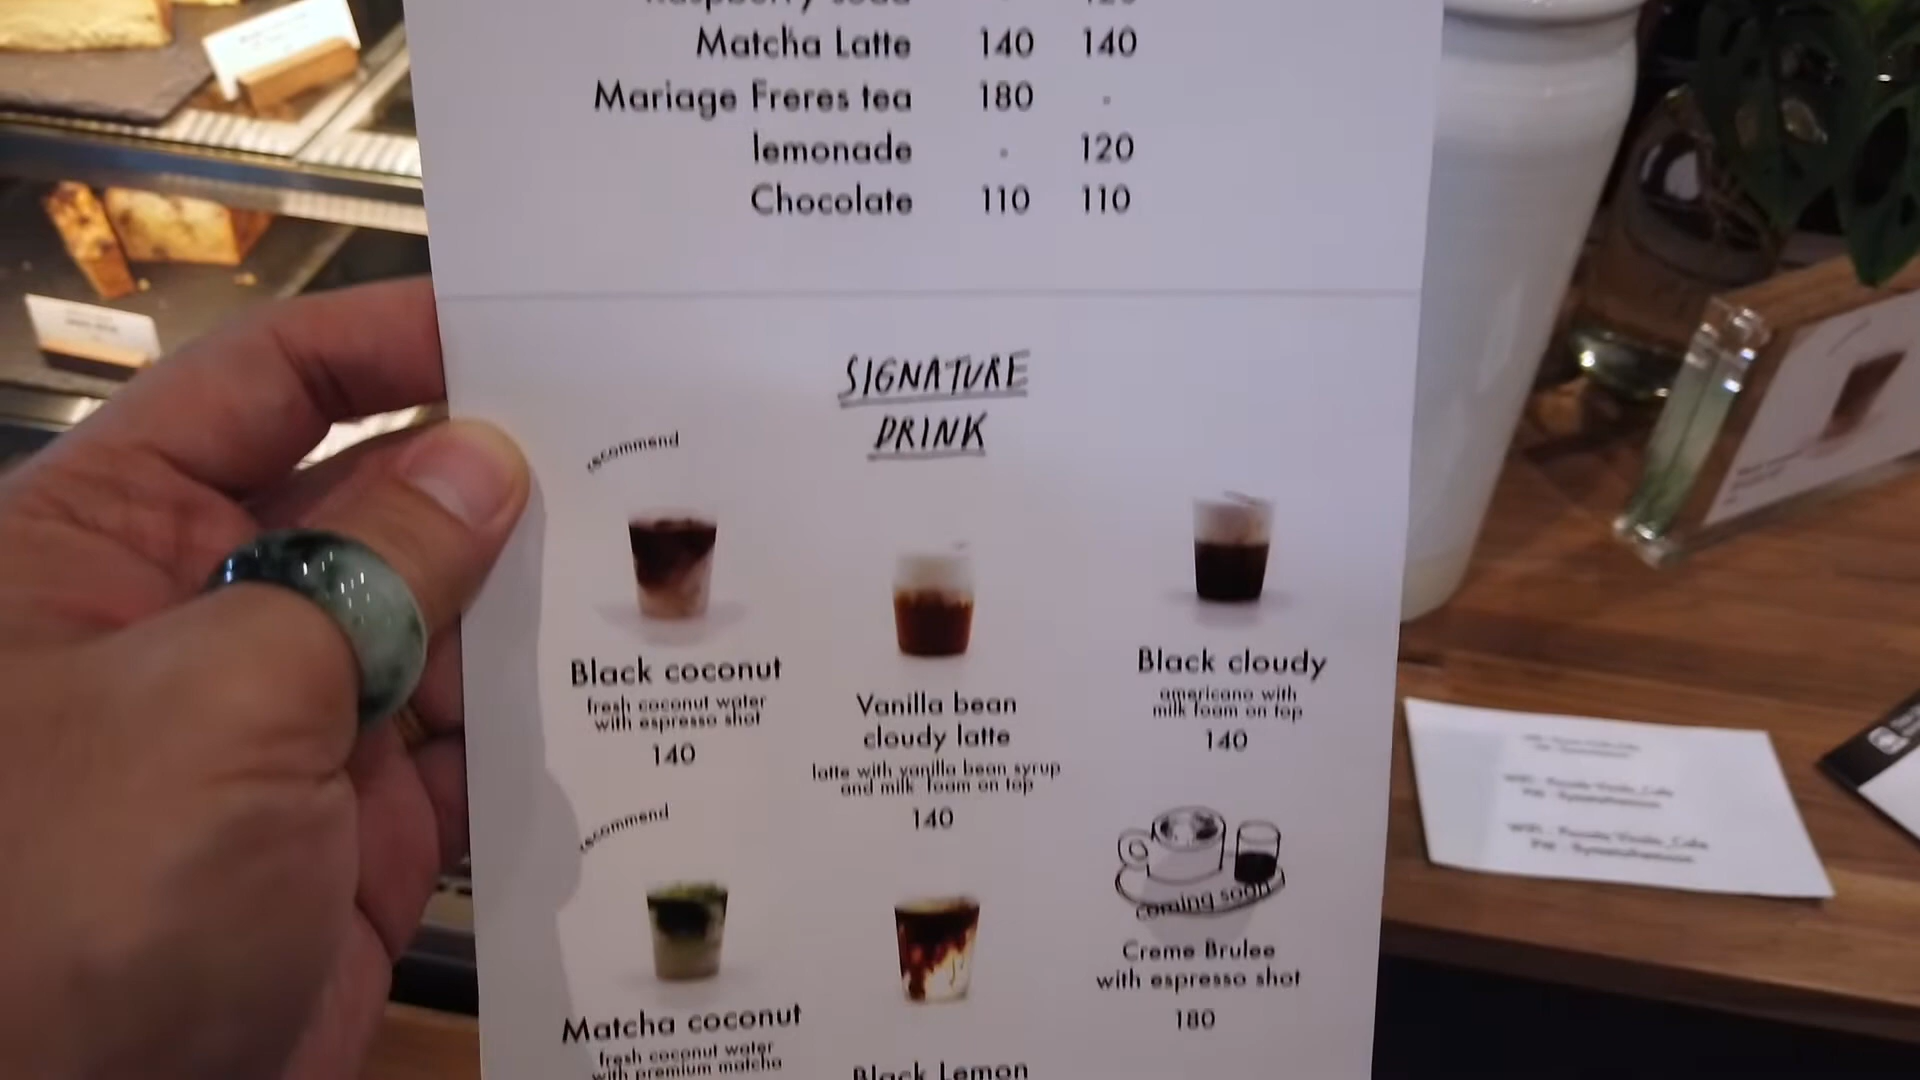 Raspberry soda - 120
Matcha Latte 140 140
Mariage Freres tea 180 -
lemonade - 120
Chocolate 110 110
SIGNATURE
DRINK
recommend
Black coconut
fresh coconut water
with espresso shot
140
Vanilla bean
cloudy latte
latte with vanilla bean syrup
and milk foam on top
140
Black cloudy
americano with
milk foam on top
140
recommend
Matcha coconut
fresh coconut water
with premium matcha
Black Lemon
coming soon
Creme Brulee
with espresso shot
180